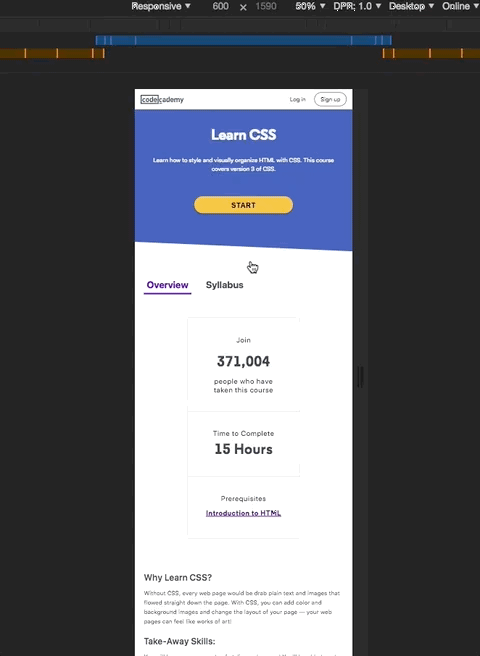 Responsive ▼ 600 × 1590 50% ▼ DPR: 1.0 ▼ Desktop ▼ Online ▼
codecademy Log in Sign up
Learn CSS
Learn how to style and visually organize HTML with CSS. This course
covers version 3 of CSS.
START
Overview Syllabus
Join
371,004
people who have
taken this course
Time to Complete
15 Hours
Prerequisites
Introduction to HTML
Why Learn CSS?
Without CSS, every web page would be drab plain text and images that
flowed straight down the page. With CSS, you can add color and
background images and change the layout of your page — your web
pages can feel like works of art!
Take-Away Skills: